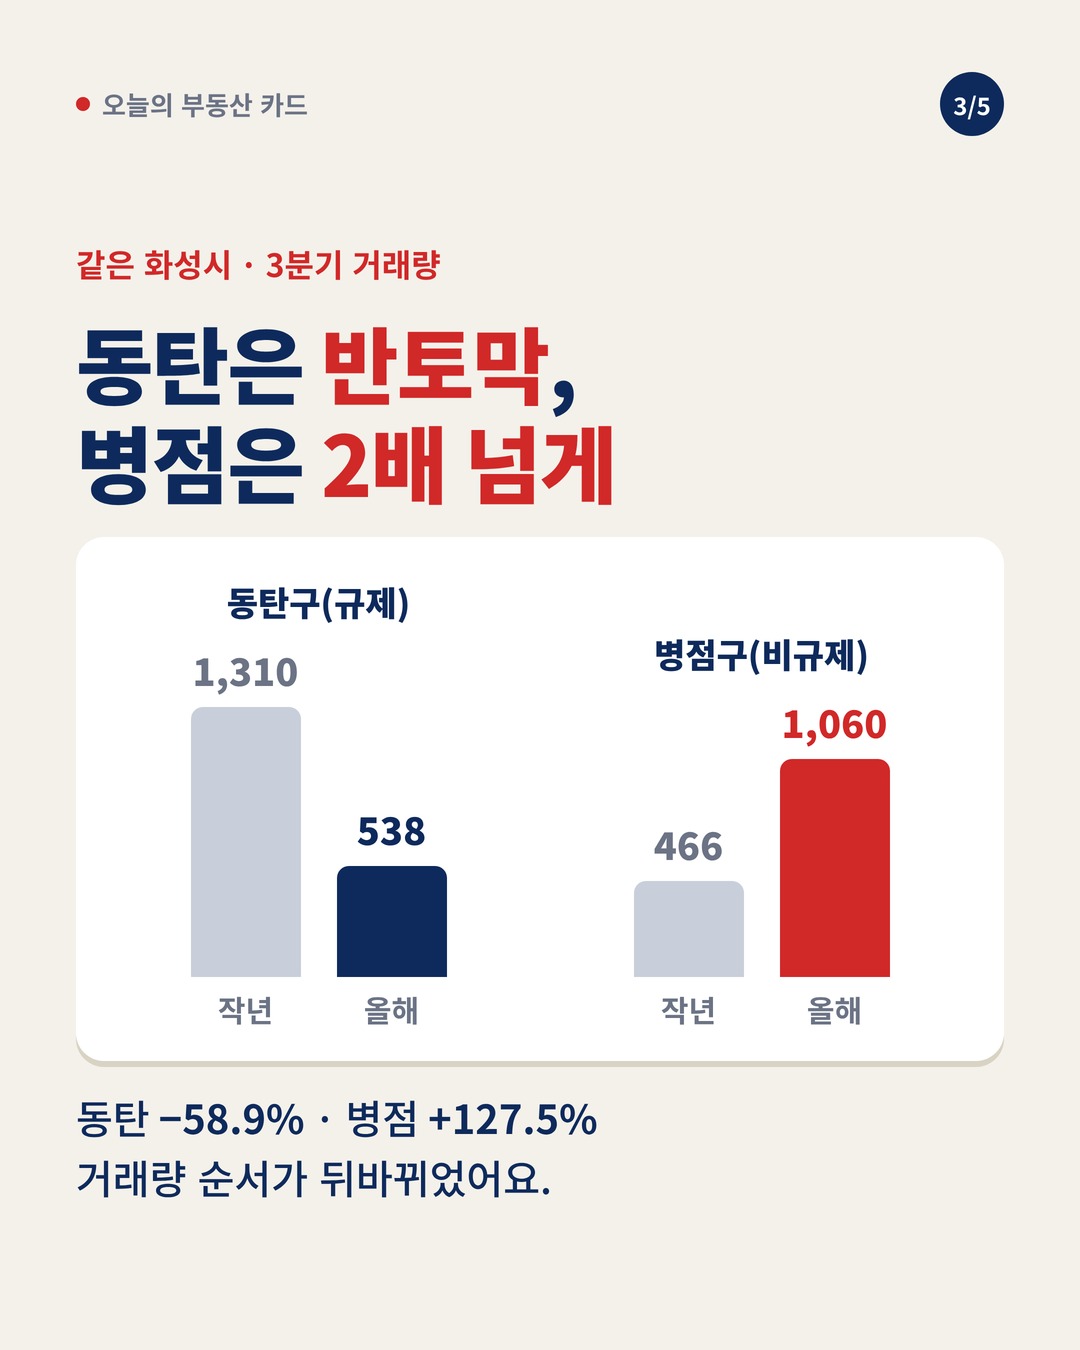 오늘의 부동산 카드
3/5
같은 화성시 · 3분기 거래량
동탄은 반토막,
병점은 2배 넘게
동탄구(규제)
1,310
538
작년
올해
병점구(비규제)
466
1,060
작년
올해
동탄 −58.9% · 병점 +127.5%
거래량 순서가 뒤바뀌었어요.